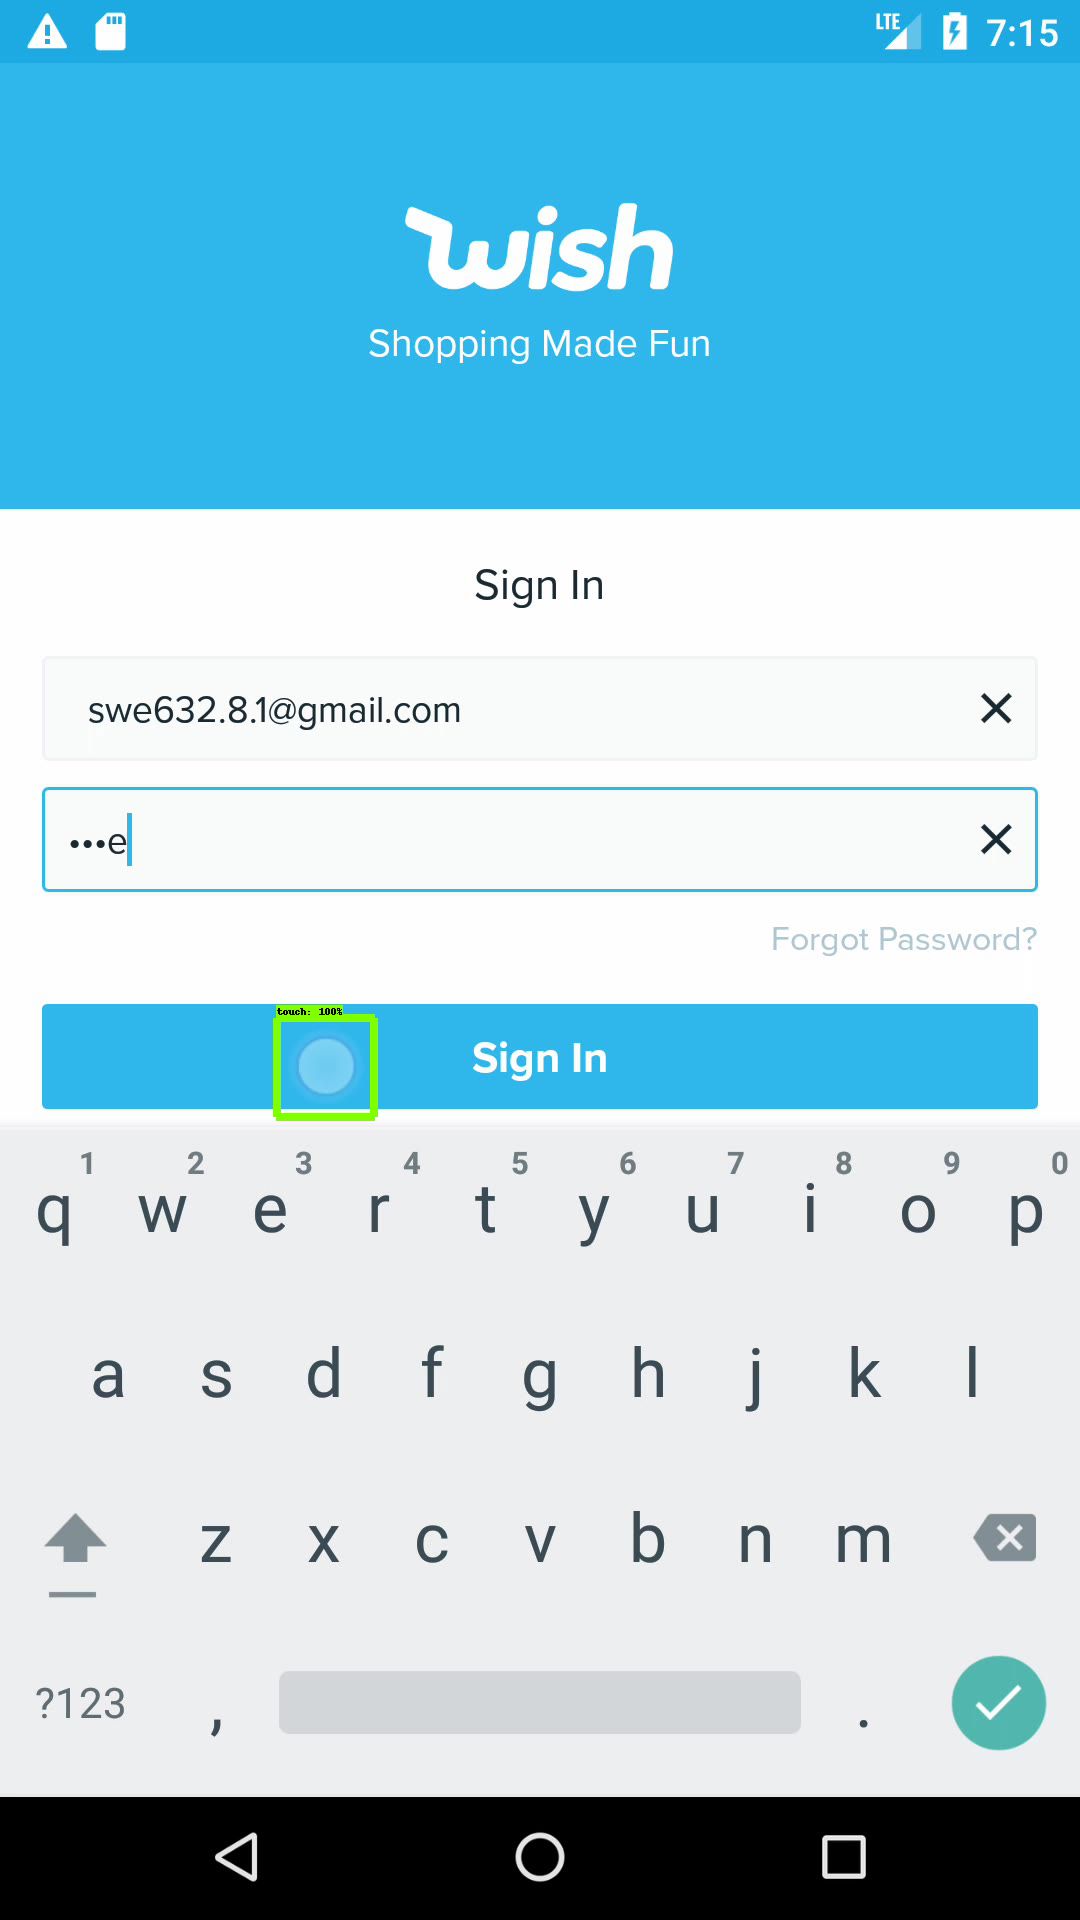 LTE 7:15
wish
Shopping Made Fun
Sign In
swe632.8.1@gmail.com
•••e
Forgot Password?
touch: 100%
Sign In
1 2 3 4 5 6 7 8 9 0
q w e r t y u i o p
a s d f g h j k l
z x c v b n m
?123 , .